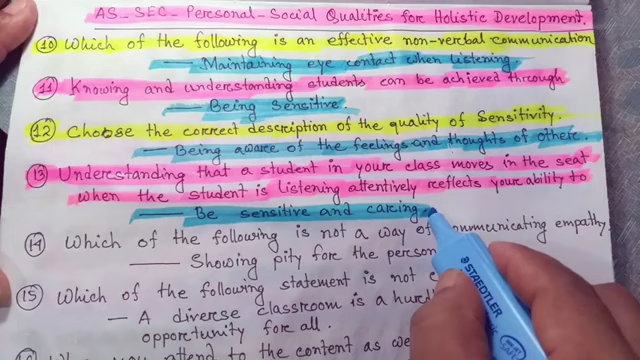 AS_SEC_Personal-Social Qualities for Holistic Development.
10 Which of the following is an effective non-verbal communication
— Maintaining eye contact when listening
11 Knowing and understanding students can be achieved through
— Being Sensitive.
12 Choose the correct description of the quality of Sensitivity.
— Being aware of the feelings and thoughts of others.
13 Understanding that a student in your class moves in the seat
when the student is listening attentively reflects your ability to
— Be sensitive and caring
14 Which of the following is not a way of communicating empathy.
— Showing pity for the person
15 Which of the following statement is not
— A diverse classroom is a
opportunity for all.
attend to the content as
STAEDTLER